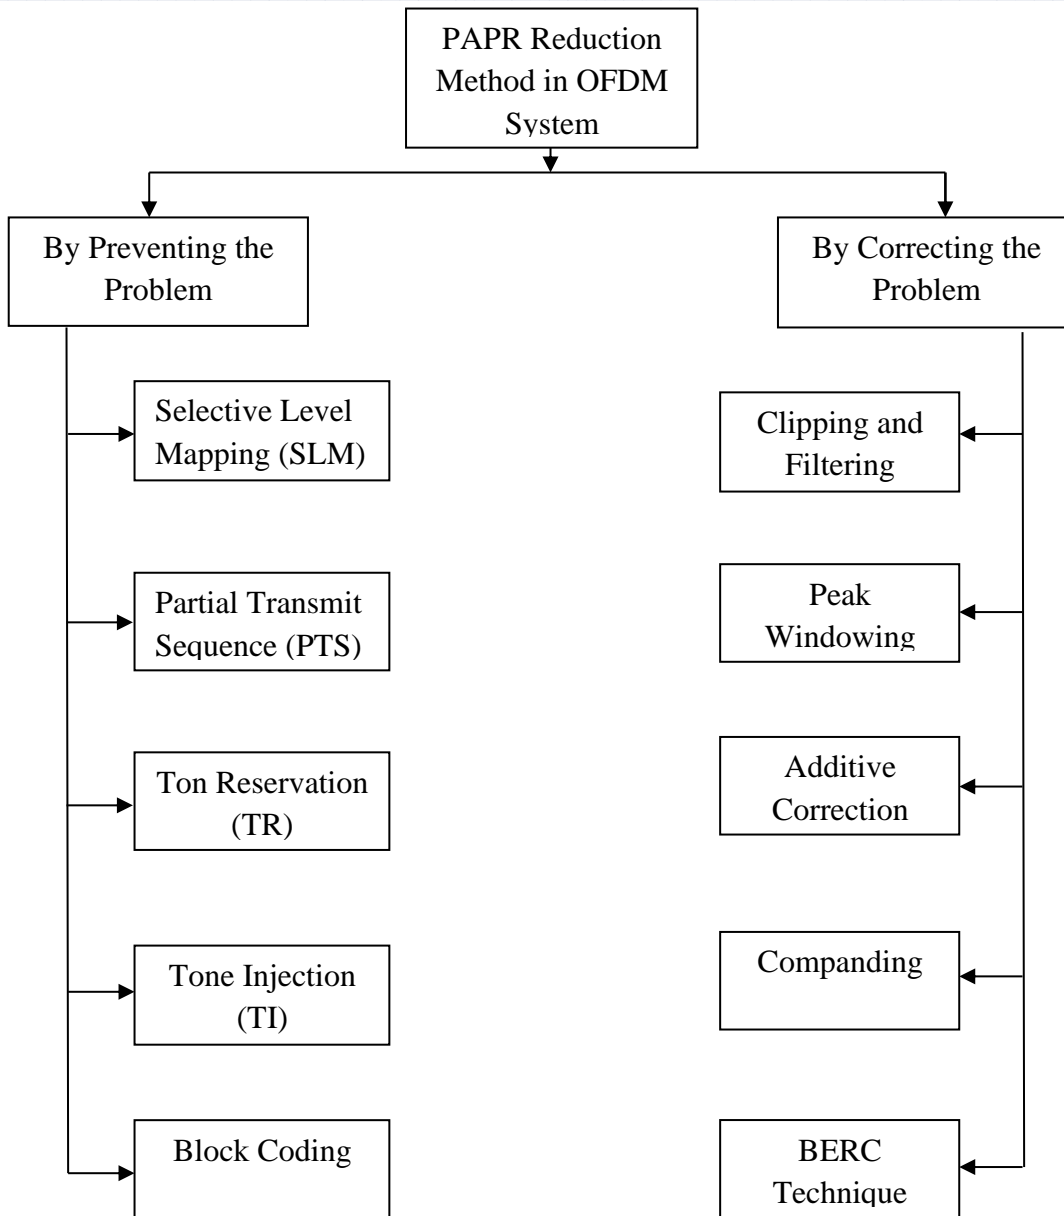 PAPR Reduction
Method in OFDM
System
By Preventing the
Problem
By Correcting the
Problem
Selective Level
Mapping (SLM)
Clipping and
Filtering
Partial Transmit
Sequence (PTS)
Peak
Windowing
Ton Reservation
(TR)
Additive
Correction
Tone Injection
(TI)
Companding
Block Coding
BERC
Technique